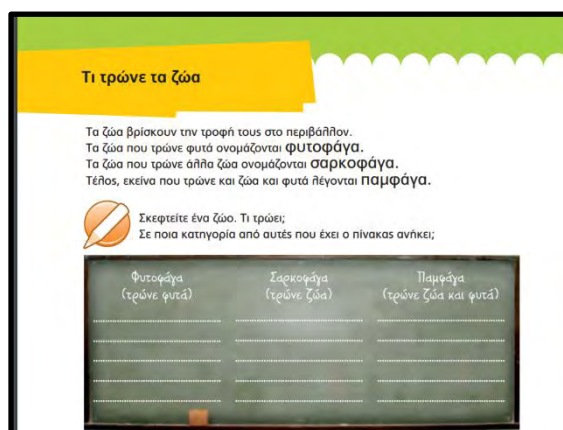 Τι τρώνε τα ζώα
Τα ζώα βρίσκουν την τροφή τους στο περιβάλλον.
Τα ζώα που τρώνε φυτά ονομάζονται φυτοφάγα.
Τα ζώα που τρώνε άλλα ζώα ονομάζονται σαρκοφάγα.
Τέλος, εκείνα που τρώνε και ζώα και φυτά λέγονται παμφάγα.
Σκεφτείτε ένα ζώο. Τι τρώει;
Σε ποια κατηγορία από αυτές που έχει ο πίνακας ανήκει;
Φυτοφάγα Σαρκοφάγα Παμφάγα
(τρώνε φυτά) (τρώνε ζώα) (τρώνε ζώα και φυτά)